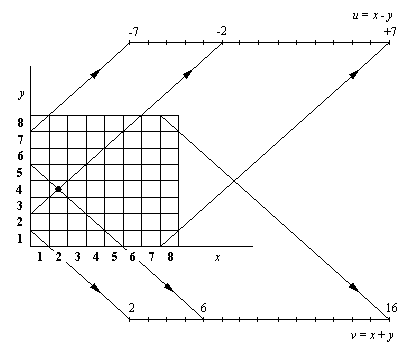 u = x - y
-7 -2 +7
y
8
7
6
5
4
3
2
1
1 2 3 4 5 6 7 8 x
2 6 16
v = x + y